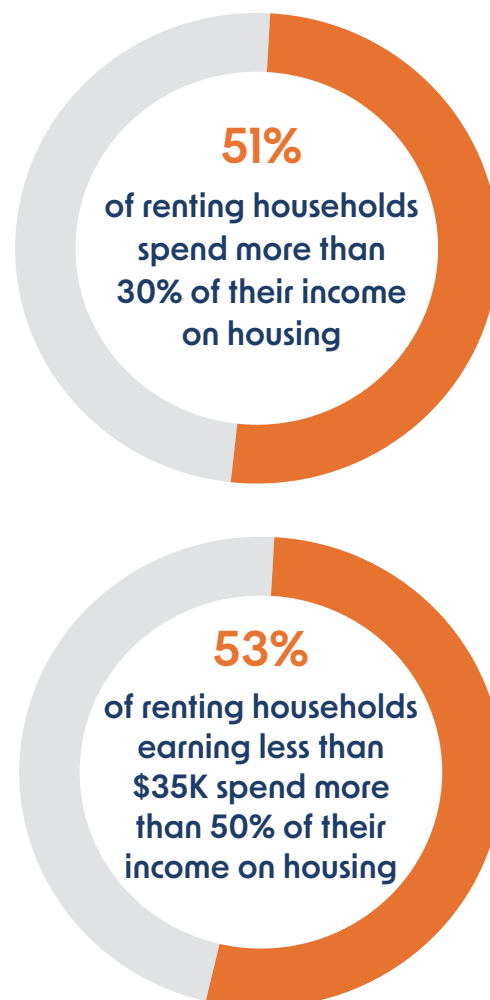 51%
of renting households
spend more than
30% of their income
on housing
53%
of renting households
earning less than
$35K spend more
than 50% of their
income on housing